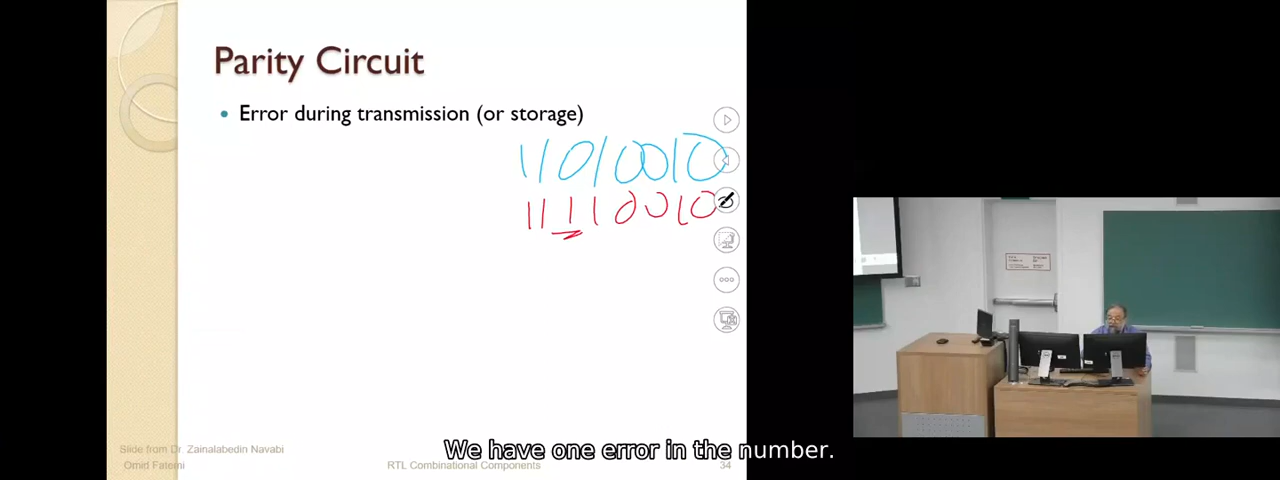 Parity Circuit
• Error during transmission (or storage)
11010010
11110010
We have one error in the number.
Slide from Dr. Zainalabedin Navabi
Omid Fatemi
RTL Combinational Components
34